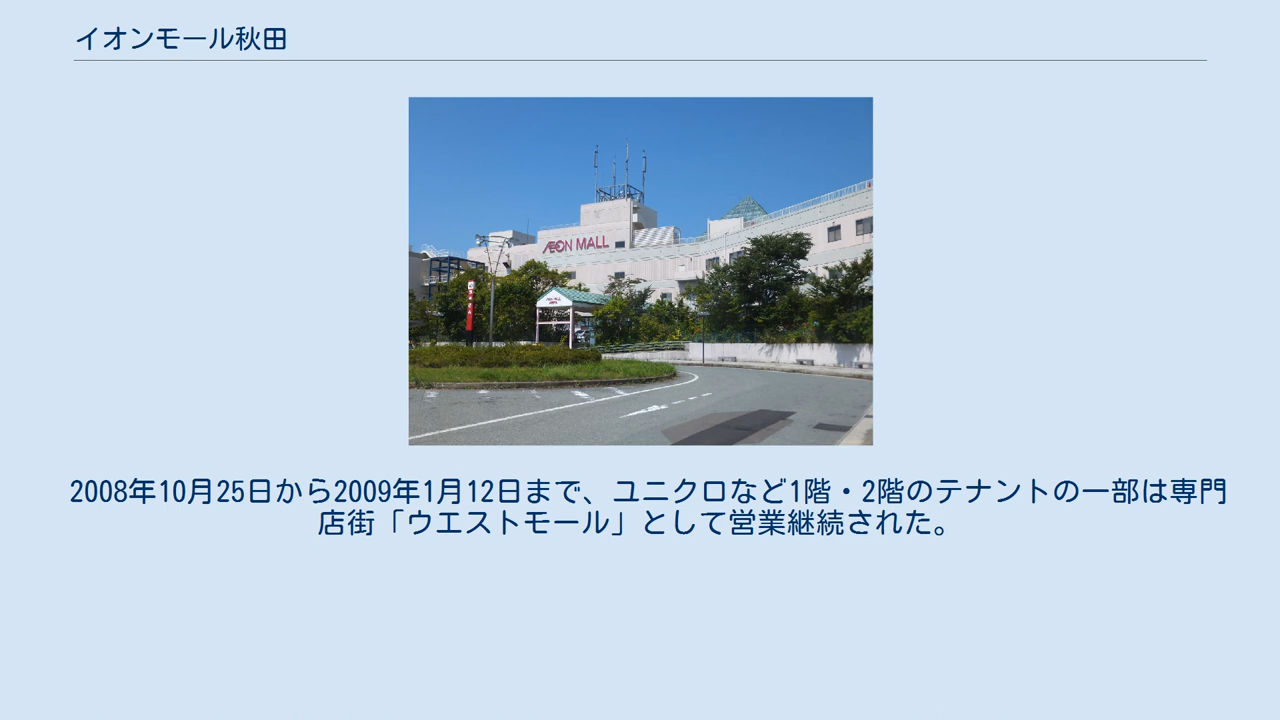 イオンモール秋田
ÆON MALL
2008年10月25日から2009年1月12日まで、ユニクロなど1階・2階のテナントの一部は専門
店街「ウエストモール」として営業継続された。